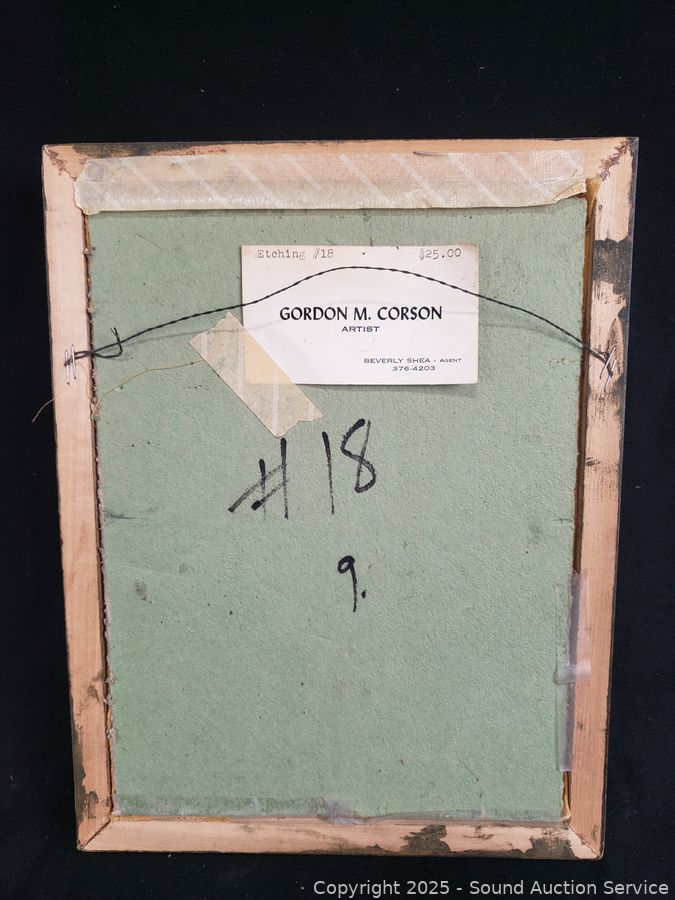 Etching #18 $25.00
GORDON M. CORSON
ARTIST
BEVERLY SHEA - AGENT
376-4203
# 18
9.
Copyright 2025 - Sound Auction Service